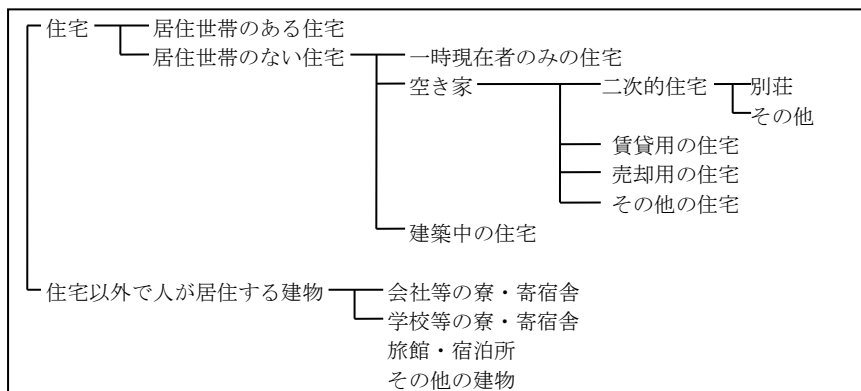 住宅 居住世帯のある住宅
居住世帯のない住宅 一時現在者のみの住宅
空き家 二次的住宅 別荘
その他
賃貸用の住宅
売却用の住宅
その他の住宅
建築中の住宅
住宅以外で人が居住する建物 会社等の寮・寄宿舎
学校等の寮・寄宿舎
旅館・宿泊所
その他の建物